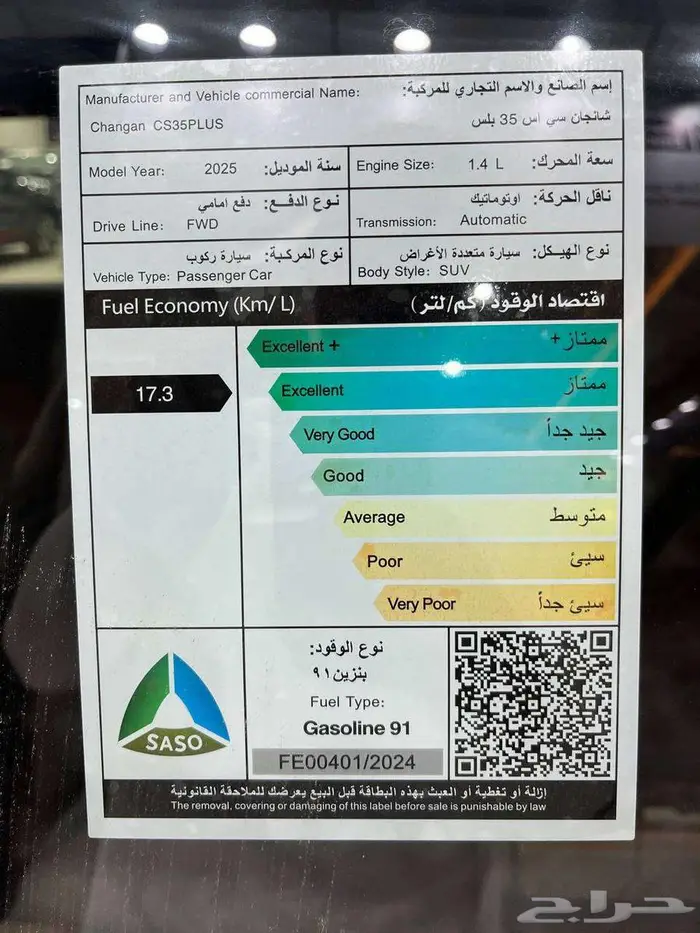 إسم الصانع والاسم التجاري للمركبة:
Manufacturer and Vehicle commercial Name:
شانجان سي اس 35 بلس
Changan CS35PLUS
Model Year: 2025 سنة الموديل:
Engine Size: 1.4 L سعة المحرك:
نوع الدفع: دفع امامي
Drive Line: FWD
ناقل الحركة: اوتوماتيك
Transmission: Automatic
نوع المركبة: سيارة ركوب
Vehicle Type: Passenger Car
نوع الهيكل: سيارة متعددة الأغراض
Body Style: SUV
Fuel Economy (Km/ L) اقتصاد الوقود (كم/لتر)
Excellent + ممتاز+
17.3
Excellent ممتاز
Very Good جيد جداً
Good جيد
Average متوسط
Poor سيئ
Very Poor سيئ جداً
SASO
نوع الوقود:
بنزين ٩١
Fuel Type:
Gasoline 91
FE00401/2024
ازالة أو تغطية أو العبث بهذه البطاقة قبل البيع يعرضك للملاحقة القانونية
The removal, covering or damaging of this label before sale is punishable by law
حراج